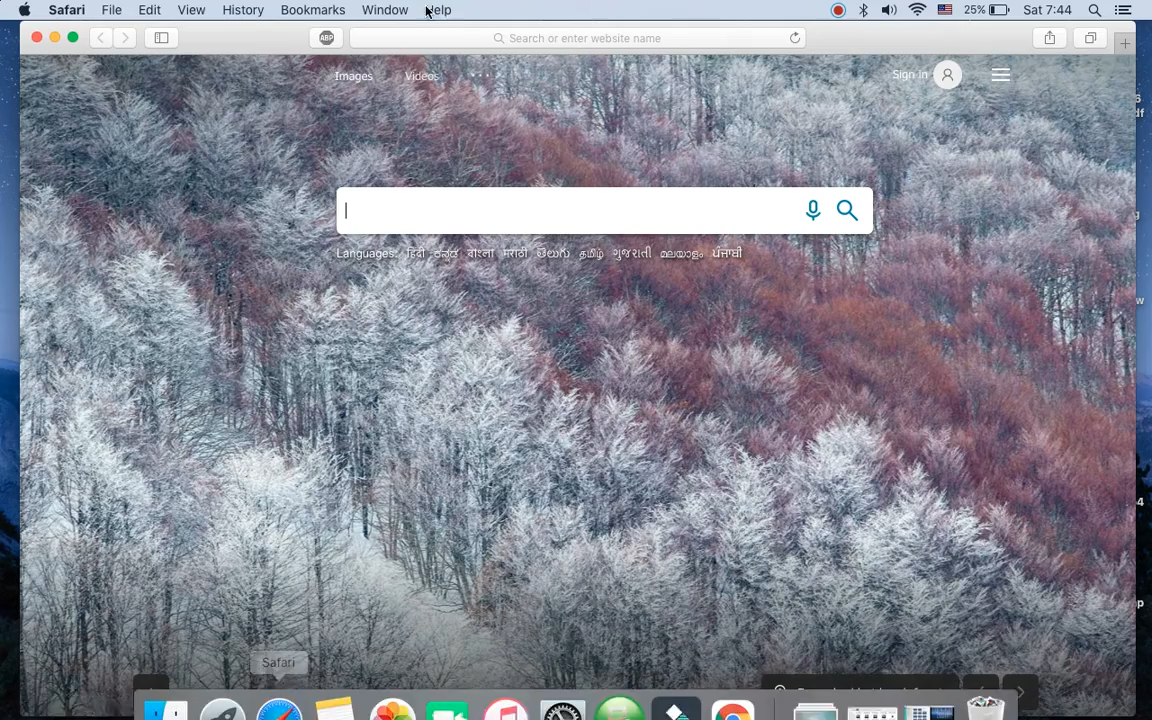 Safari File Edit View History Bookmarks Window Help 25% Sat 7:44
ABP Search or enter website name
Images Videos Sign in
Languages: हिंदी ಕನ್ನಡ বাংলা मराठी తెలుగు தமிழ் ગુજરાતી മലയാളം ਪੰਜਾਬੀ
Safari